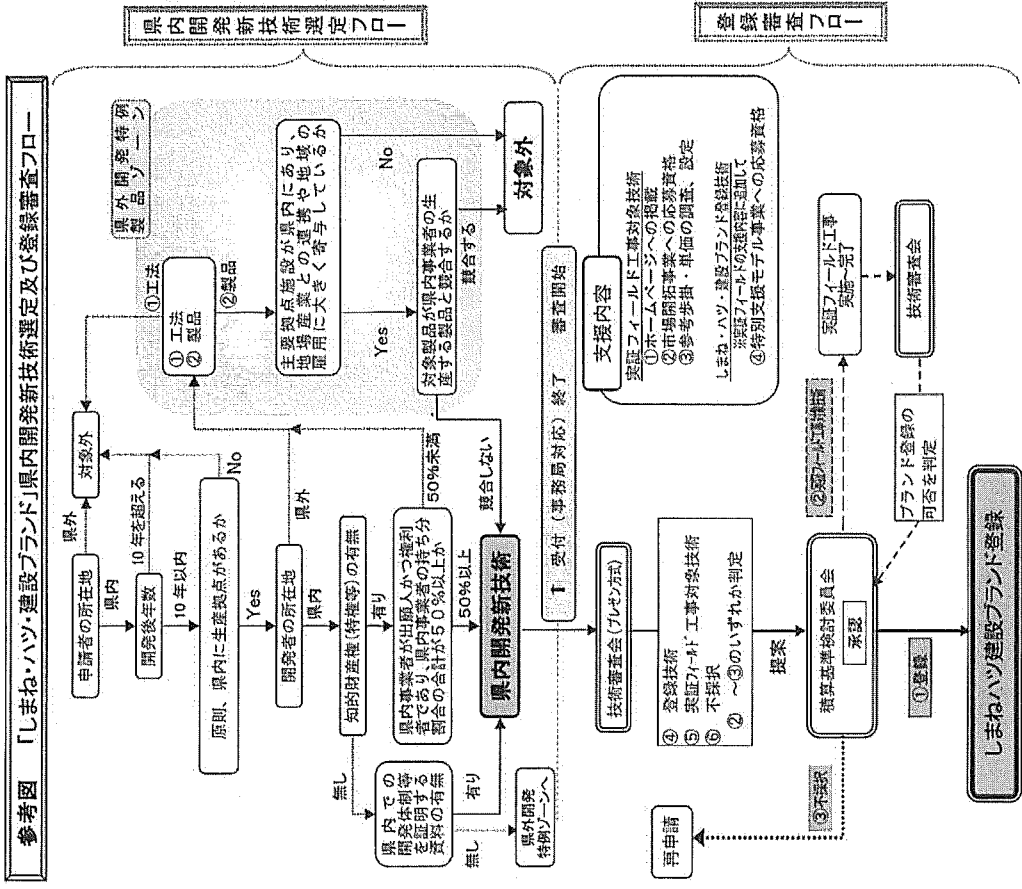 参考図　「しまね・ハツ・建設ブランド」県内開発新技術選定及び登録審査フロー
県内開発新技術選定フロー
申請者の所在地
県外
対象外
県内
開発後年数
10年を超える
10年以内
原則、県内に生産拠点があるか
No
Yes
開発者の所在地
県外
県内
知的財産権(特権等)の有無
無し
有り
県内での
開発体制等
を証明する
資料の有無
有り
無し
県外開発
特例ゾーンへ
県内事業者が出願人かつ権利
者であり、県内事業者の持ち分
割合の合計が50%以上か
50%未満
50%以上
県外開発特例
製品ゾーン
①工法
① 工法
② 製品
②製品
主要拠点施設が県内にあり、
地場産業との連携や地域の
雇用に大きく寄与しているか
No
Yes
対象製品が県内事業者の生
産する製品と競合するか
競合する
競合しない
対象外
県内開発新技術
受付(事務局対応)終了　審査開始
登録審査フロー
技術審査会(プレゼン方式)
④ 登録技術
⑤ 実証フィールド工事対象技術
⑥ 不採択
②　～③のいずれか判定
提案
積算基準検討委員会
承認
③不採択
再申請
①登録
しまねハツ建設ブランド登録
実証フィールド工事
実施～完了
技術審査会
ブランド登録の
可否を判定
支援内容
実証フィールド工事対象技術
①ホームページへの掲載
②市場開拓事業への応募資格
③参考歩掛・単価の調査、設定
しまね・ハツ・建設ブランド登録技術
※実証フィールドの支援内容に追加して
④特別支援モデル事業への応募資格